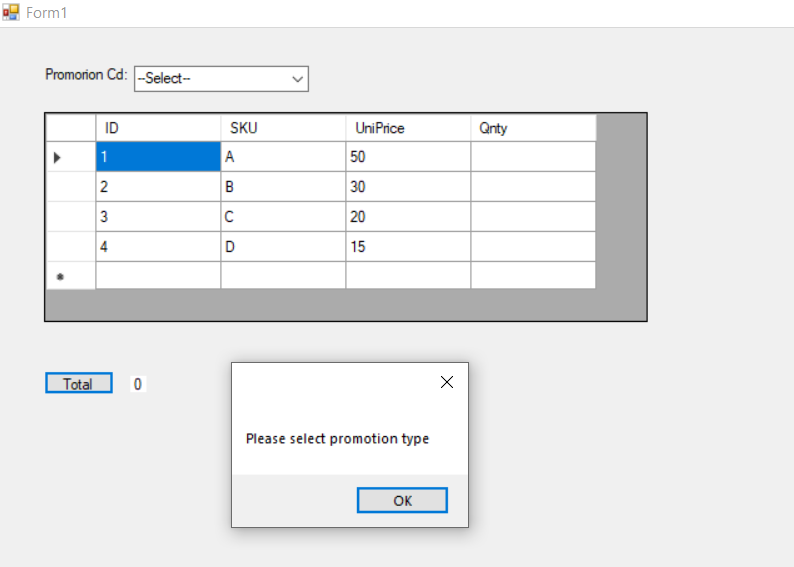 Form1
Promorion Cd: --Select--
ID SKU UniPrice Qnty
1 A 50
2 B 30
3 C 20
4 D 15
Total 0
Please select promotion type
OK